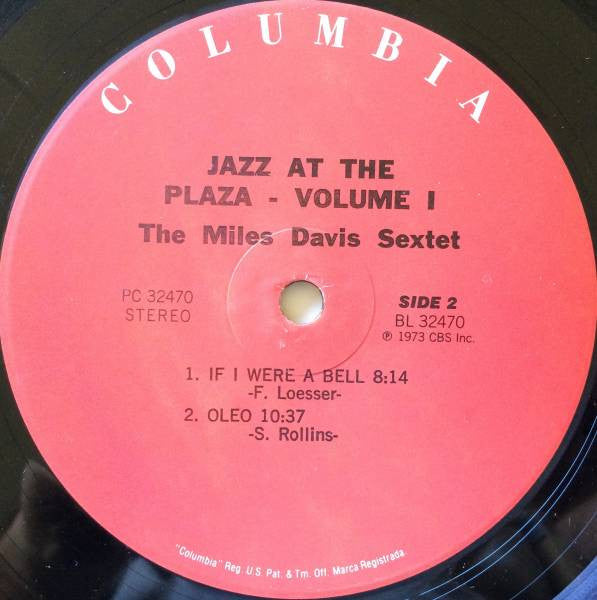 COLUMBIA
JAZZ AT THE
PLAZA - VOLUME I
The Miles Davis Sextet
PC 32470
STEREO
SIDE 2
BL 32470
℗ 1973 CBS Inc.
1. IF I WERE A BELL 8:14
-F. Loesser-
2. OLEO 10:37
-S. Rollins-
"Columbia" Reg. U.S. Pat. & Tm. Off. Marca Registrada.